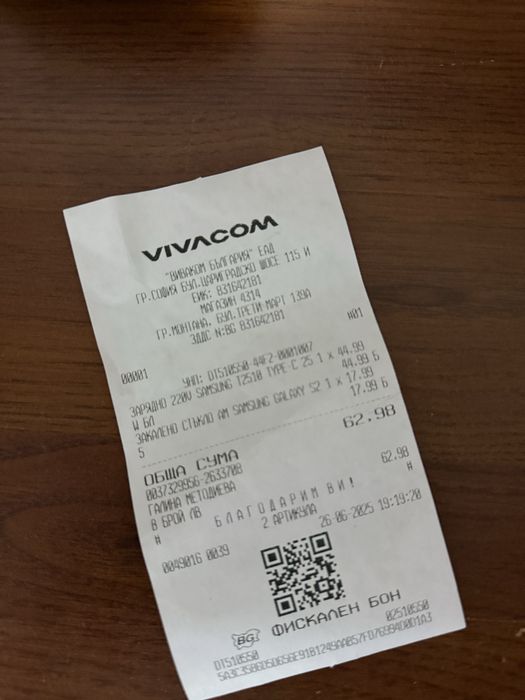 VIVACOM
"ВИВАКОМ БЪЛГАРИЯ" ЕАД
ГР.СОФИЯ БУЛ.ЦАРИГРАДСКО ШОСЕ 115 И
ЕИК: 831642181
МАГАЗИН 4314
ГР.МОНТАНА, БУЛ.ТРЕТИ МАРТ 139А
ЗДДС N:BG 831642181
00001 #01
УНП: DT510550-44F2-0001007
ЗАРЯДНО 220V SAMSUNG T2510 TYPE-C 25 1 x 44.99
W БЛ 44.99 Б
ЗАКАЛЕНО СТЪКЛО AM SAMSUNG GALAXY S2 1 x 17.99
5 17.99 Б
ОБЩА СУМА 62.98
0037329956-2633708
ГАЛИНА МЕТОДИЕВА
В БРОЙ ЛВ 62.98
# #
БЛАГОДАРИМ ВИ!
2 АРТИКУЛА
0049016 0039 26-06-2025 19:19:20
BG ФИСКАЛЕН БОН
DT510550 02510550